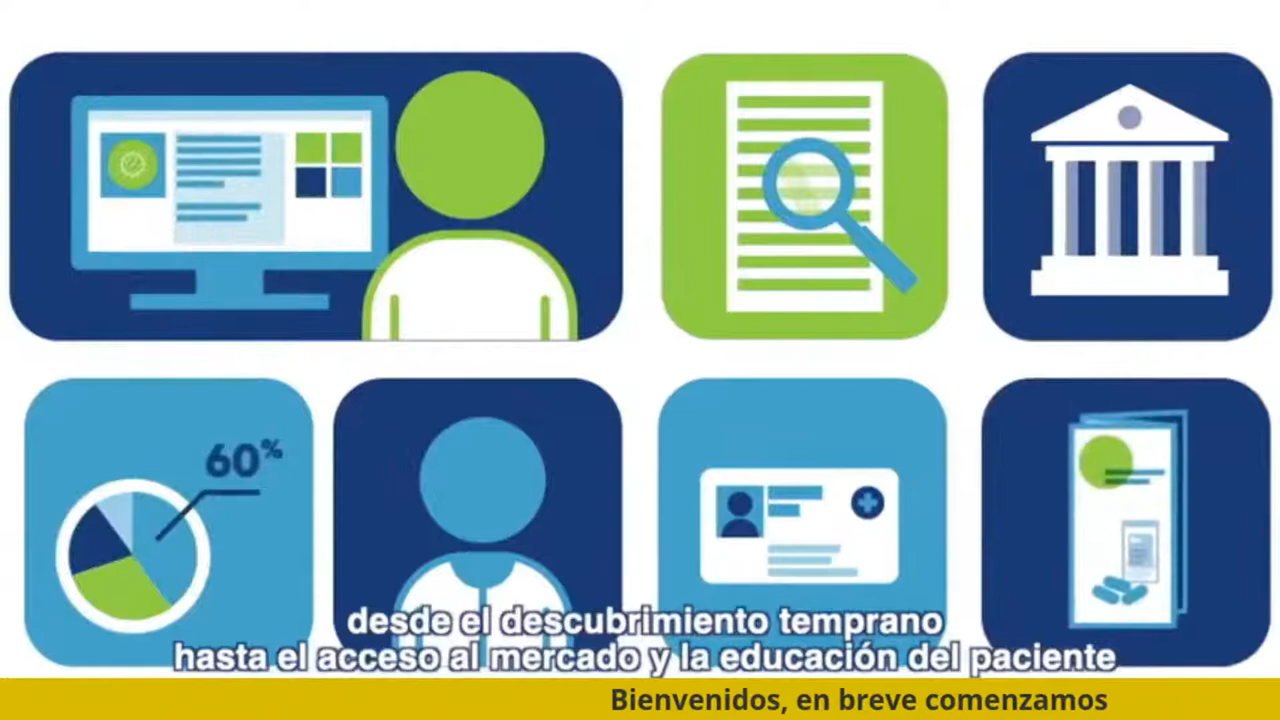 60%
desde el descubrimiento temprano
hasta el acceso al mercado y la educación del paciente
Bienvenidos, en breve comenzamos